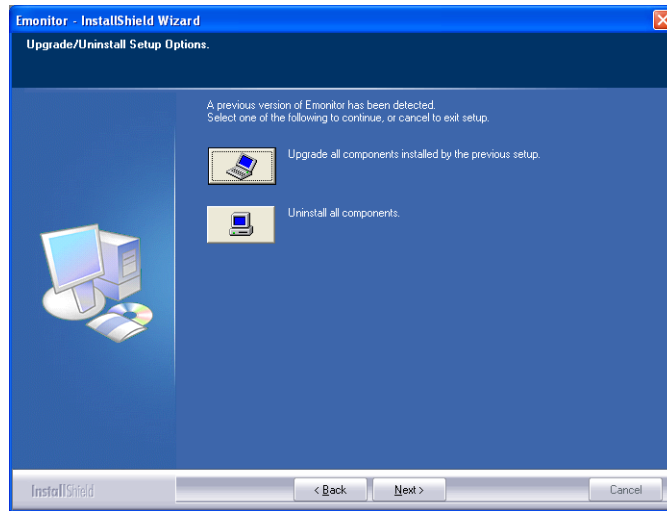 Emonitor - InstallShield Wizard
Upgrade/Uninstall Setup Options.
A previous version of Emonitor has been detected.
Select one of the following to continue, or cancel to exit setup.
Upgrade all components installed by the previous setup.
Uninstall all components.
InstallShield
< Back
Next >
Cancel